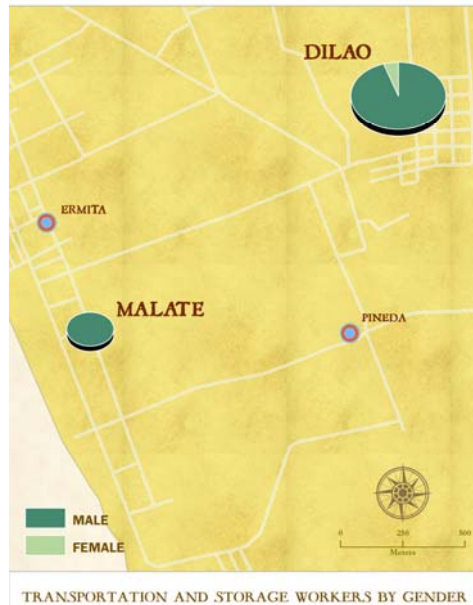 DILAO
ERMITA
MALATE
PINEDA
MALE
FEMALE
0 250 500
Meters
TRANSPORTATION AND STORAGE WORKERS BY GENDER